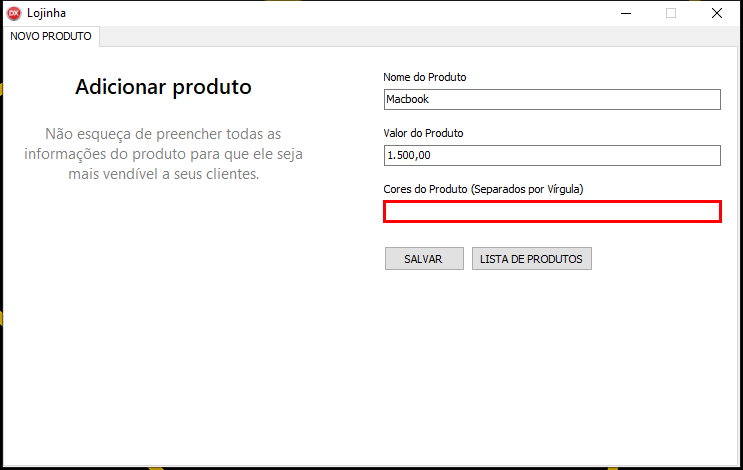 DX Lojinha
NOVO PRODUTO
Adicionar produto
Não esqueça de preencher todas as
informações do produto para que ele seja
mais vendível a seus clientes.
Nome do Produto
Macbook
Valor do Produto
1.500,00
Cores do Produto (Separados por Vírgula)
SALVAR LISTA DE PRODUTOS